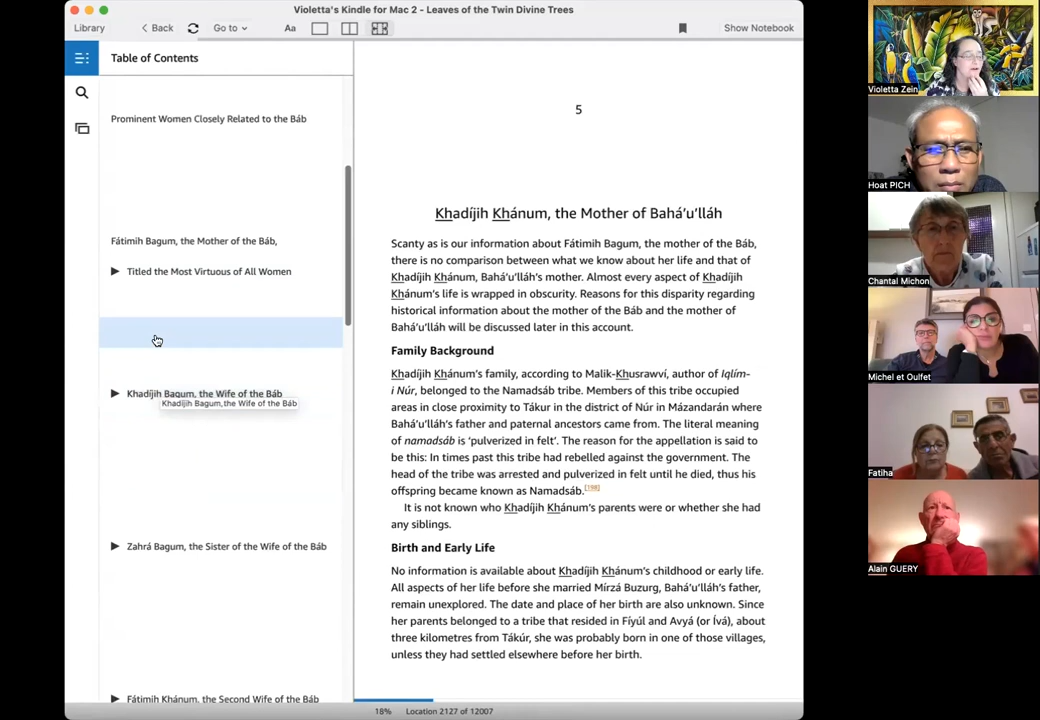 Violetta's Kindle for Mac 2 - Leaves of the Twin Divine Trees
Library
Back
Go to
Aa
Show Notebook
Table of Contents
Prominent Women Closely Related to the Báb
Fátimih Bagum, the Mother of the Báb,
Titled the Most Virtuous of All Women
Khadíjih Bagum, the Wife of the Báb
Khadíjih Bagum, the Wife of the Báb
Zahrá Bagum, the Sister of the Wife of the Báb
Fátimih Khánum, the Second Wife of the Báb
5
Khadíjih Khánum, the Mother of Bahá'u'lláh
Scanty as is our information about Fátimih Bagum, the mother of the Báb,
there is no comparison between what we know about her life and that of
Khadíjih Khánum, Bahá'u'lláh's mother. Almost every aspect of Khadíjih
Khánum's life is wrapped in obscurity. Reasons for this disparity regarding
historical information about the mother of the Báb and the mother of
Bahá'u'lláh will be discussed later in this account.
Family Background
Khadíjih Khánum's family, according to Malik-Khusrawví, author of Iqlím-
i Núr, belonged to the Namadsáb tribe. Members of this tribe occupied
areas in close proximity to Tákur in the district of Núr in Mázandarán where
Bahá'u'lláh's father and paternal ancestors came from. The literal meaning
of namadsáb is 'pulverized in felt'. The reason for the appellation is said to
be this: In times past this tribe had rebelled against the government. The
head of the tribe was arrested and pulverized in felt until he died, thus his
offspring became known as Namadsáb.[198]
It is not known who Khadíjih Khánum's parents were or whether she had
any siblings.
Birth and Early Life
No information is available about Khadíjih Khánum's childhood or early life.
All aspects of her life before she married Mírzá Buzurg, Bahá'u'lláh's father,
remain unexplored. The date and place of her birth are also unknown. Since
her parents belonged to a tribe that resided in Fíyúl and Avyá (or Ívá), about
three kilometres from Tákúr, she was probably born in one of those villages,
unless they had settled elsewhere before her birth.
18%
Location 2127 of 12007
Violetta Zein
Hoat PICH
Chantal Michon
Michel et Oulfet
Fatiha
Alain GUERY